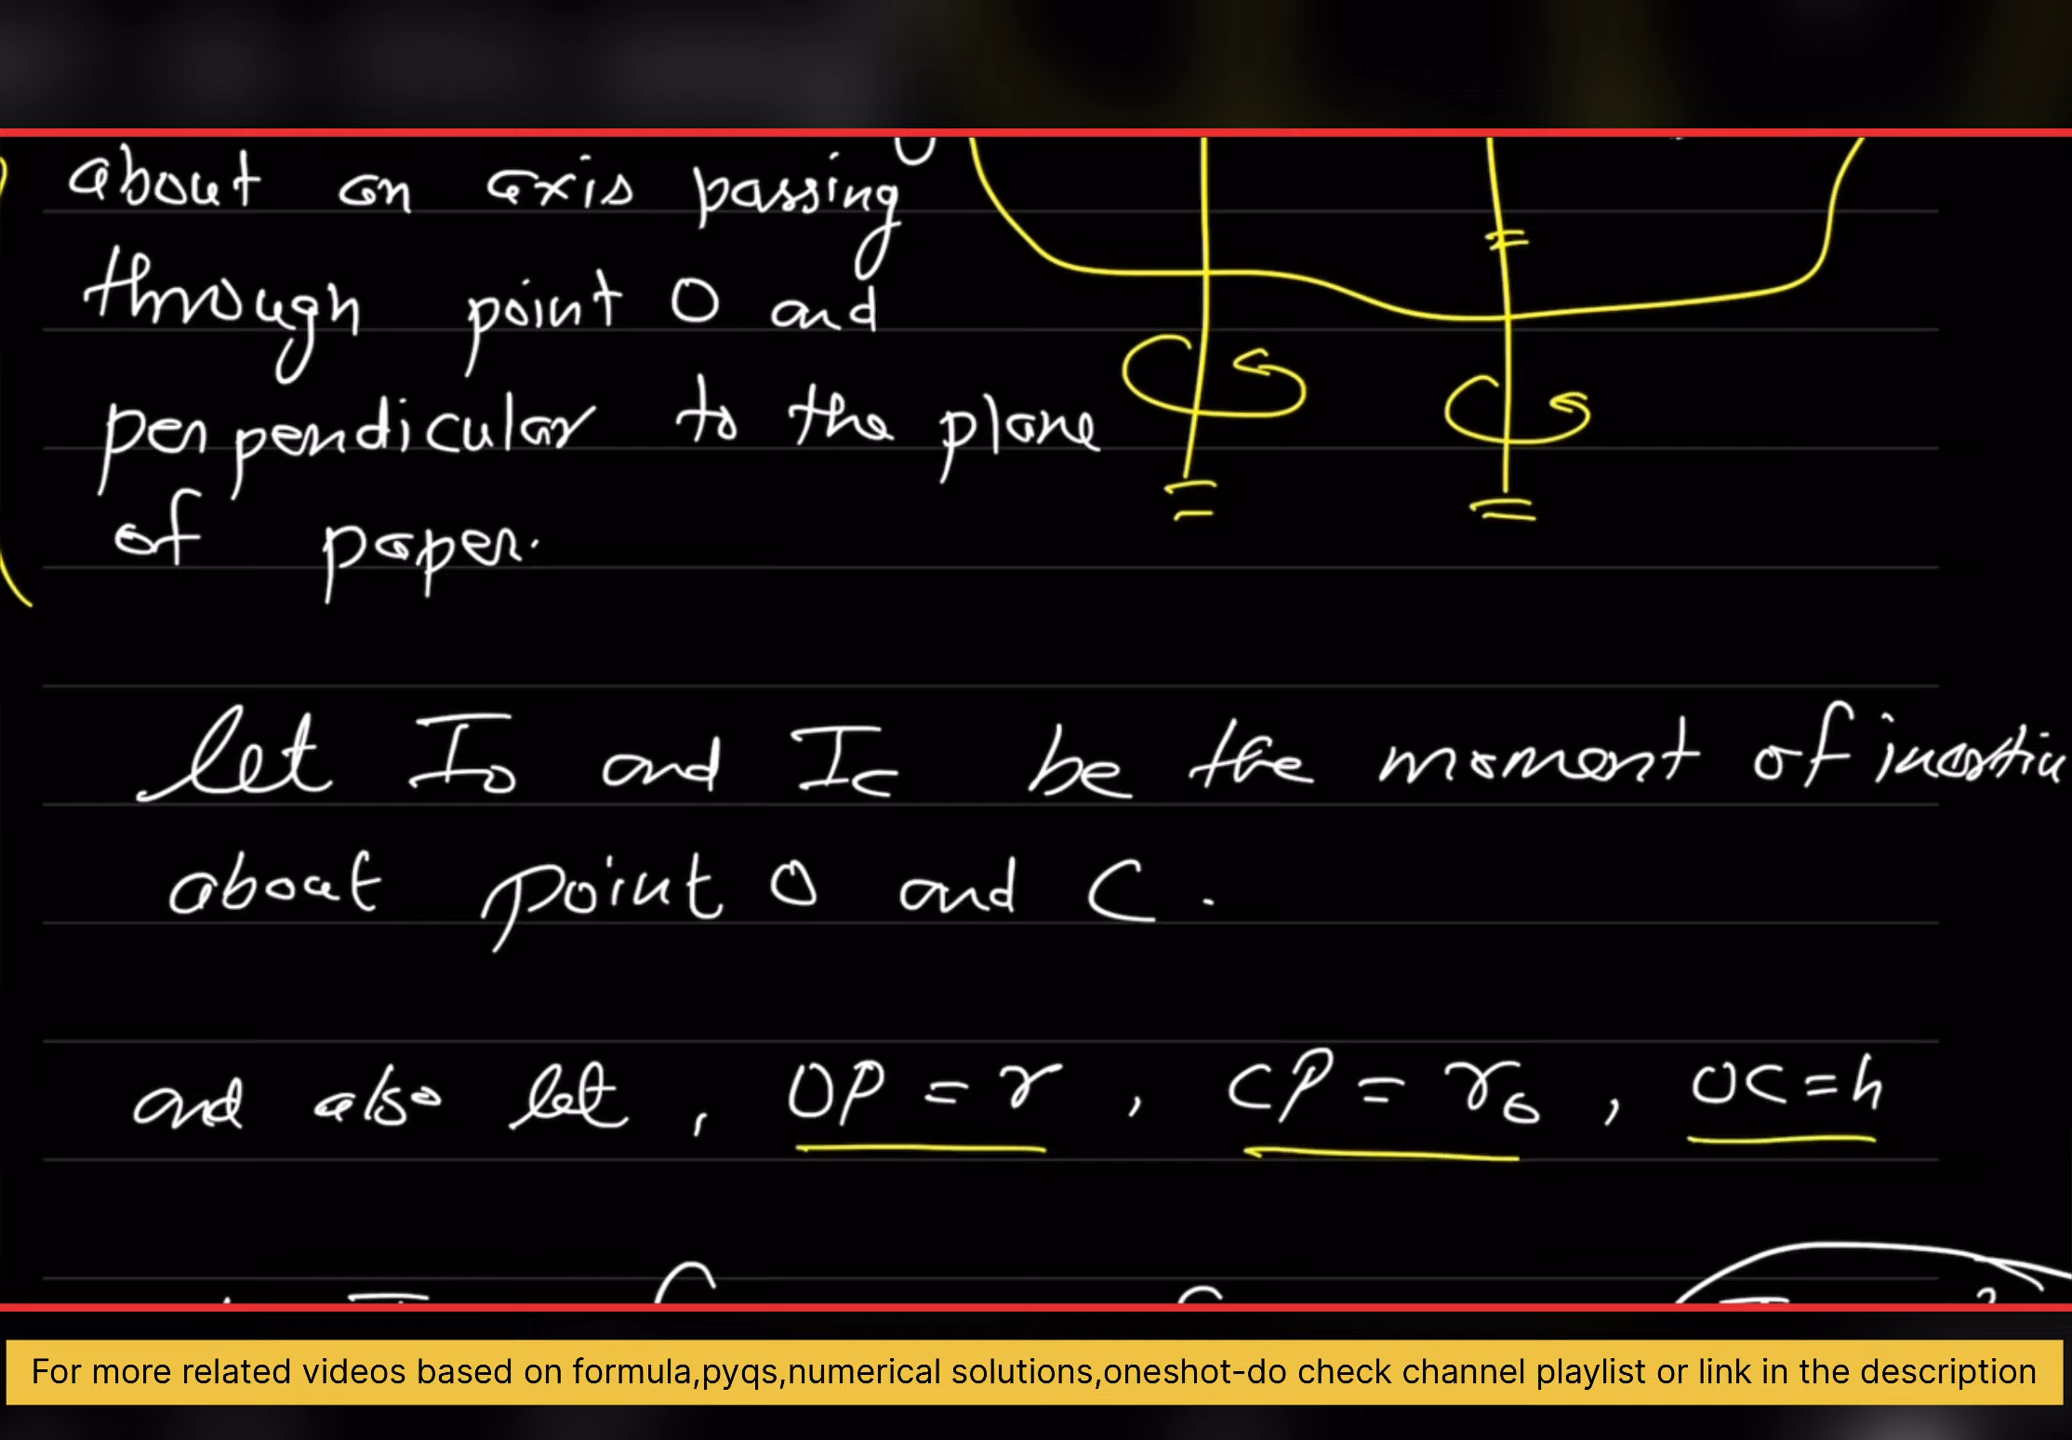 about an axis passing
through point O and
perpendicular to the plane
of paper.
let Io and Ic be the moment of inertia
about point O and C.
and also let, OP = r, CP = r₀, OC = h
For more related videos based on formula,pyqs,numerical solutions,oneshot-do check channel playlist or link in the description